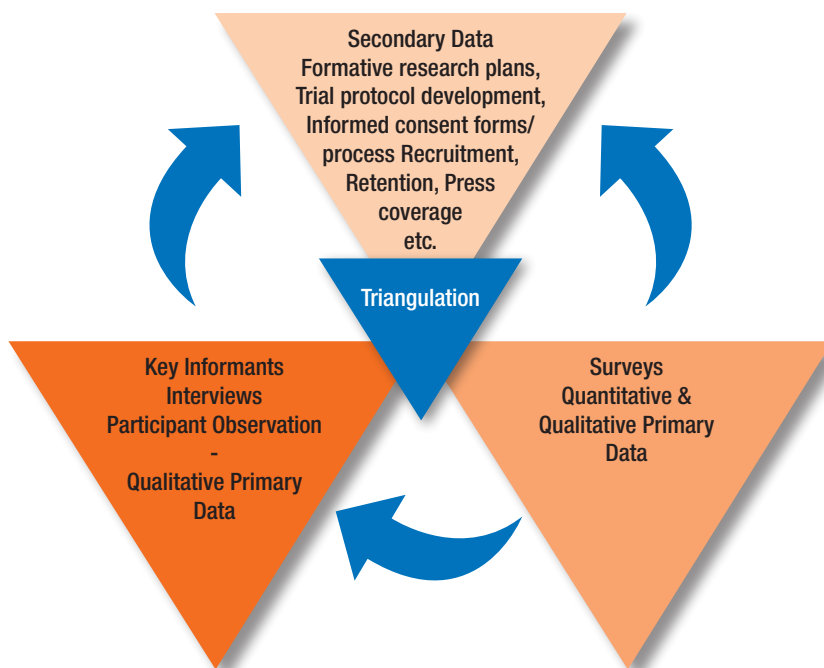 Secondary Data
Formative research plans,
Trial protocol development,
Informed consent forms/
process Recruitment,
Retention, Press
coverage
etc.
Triangulation
Key Informants
Interviews
Participant Observation
-
Qualitative Primary
Data
Surveys
Quantitative &
Qualitative Primary
Data